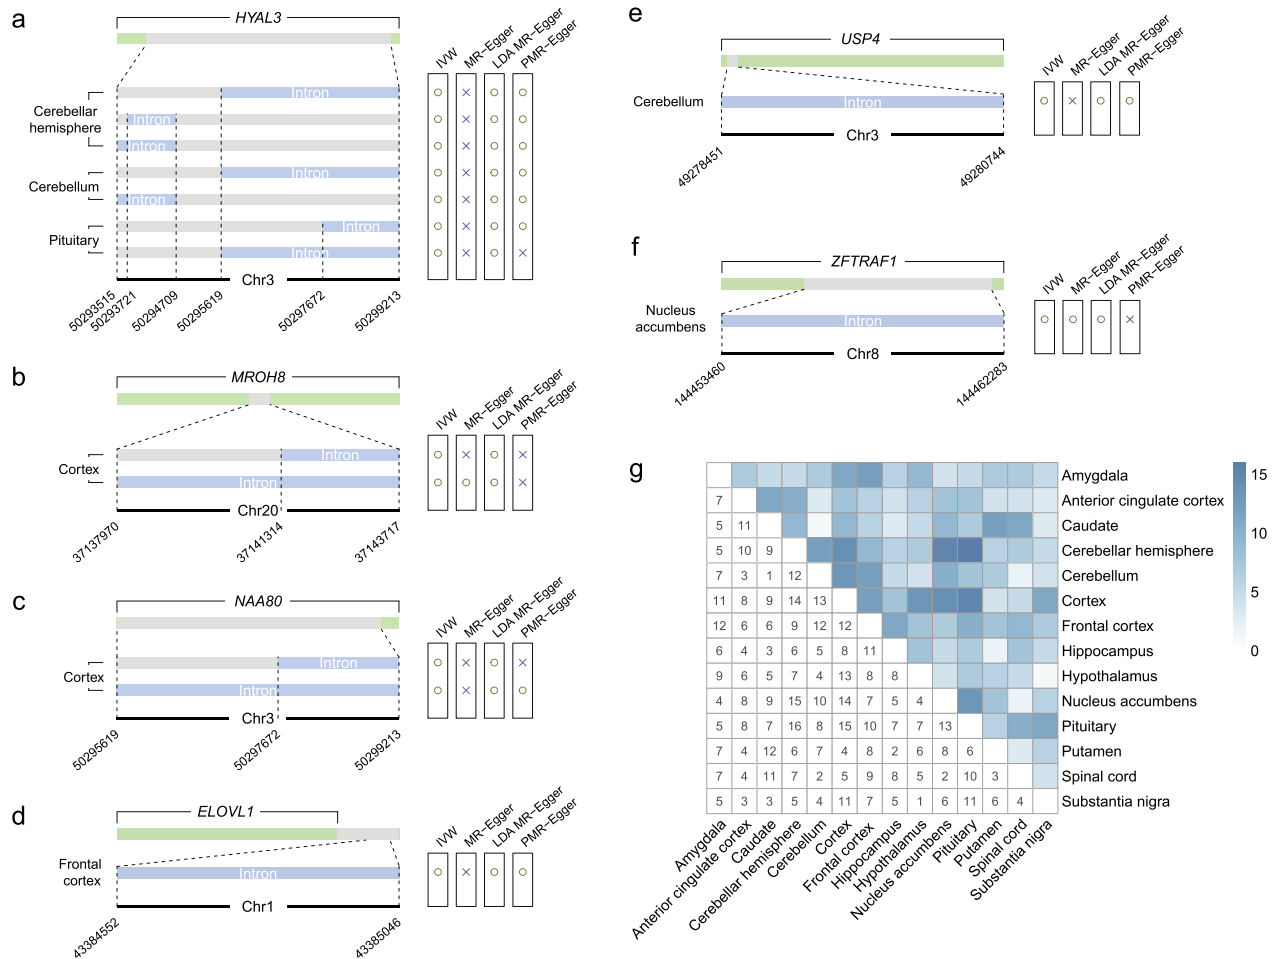 a
HYAL3
IVW
MR−Egger
LDA MR−Egger
PMR−Egger
Cerebellar
hemisphere
Intron
Intron
Intron
Cerebellum
Intron
Intron
Pituitary
Intron
Intron
Chr3
50293515
50293721
50294709
50295619
50297672
50299213
b
MROH8
IVW
MR−Egger
LDA MR−Egger
PMR−Egger
Cortex
Intron
Intron
Chr20
37137970
37141314
37143717
c
NAA80
IVW
MR−Egger
LDA MR−Egger
PMR−Egger
Cortex
Intron
Intron
Chr3
50295619
50297672
50299213
d
ELOVL1
IVW
MR−Egger
LDA MR−Egger
PMR−Egger
Frontal
cortex
Intron
Chr1
43384552
43385046
e
USP4
IVW
MR−Egger
LDA MR−Egger
PMR−Egger
Cerebellum
Intron
Chr3
49278451
49280744
f
ZFTRAF1
IVW
MR−Egger
LDA MR−Egger
PMR−Egger
Nucleus
accumbens
Intron
Chr8
144453460
144462283
g
Amygdala
7 Anterior cingulate cortex
5 11 Caudate
5 10 9 Cerebellar hemisphere
7 3 1 12 Cerebellum
11 8 9 14 13 Cortex
12 6 6 9 12 12 Frontal cortex
6 4 3 6 5 8 11 Hippocampus
9 6 5 7 4 13 8 8 Hypothalamus
4 8 9 15 10 14 7 5 4 Nucleus accumbens
5 8 7 16 8 15 10 7 7 13 Pituitary
7 4 12 6 7 4 8 2 6 8 6 Putamen
7 4 11 7 2 5 9 8 5 2 10 3 Spinal cord
5 3 3 5 4 11 7 5 1 6 11 6 4 Substantia nigra
Amygdala
Anterior cingulate cortex
Caudate
Cerebellar hemisphere
Cerebellum
Cortex
Frontal cortex
Hippocampus
Hypothalamus
Nucleus accumbens
Pituitary
Putamen
Spinal cord
Substantia nigra
15
10
5
0